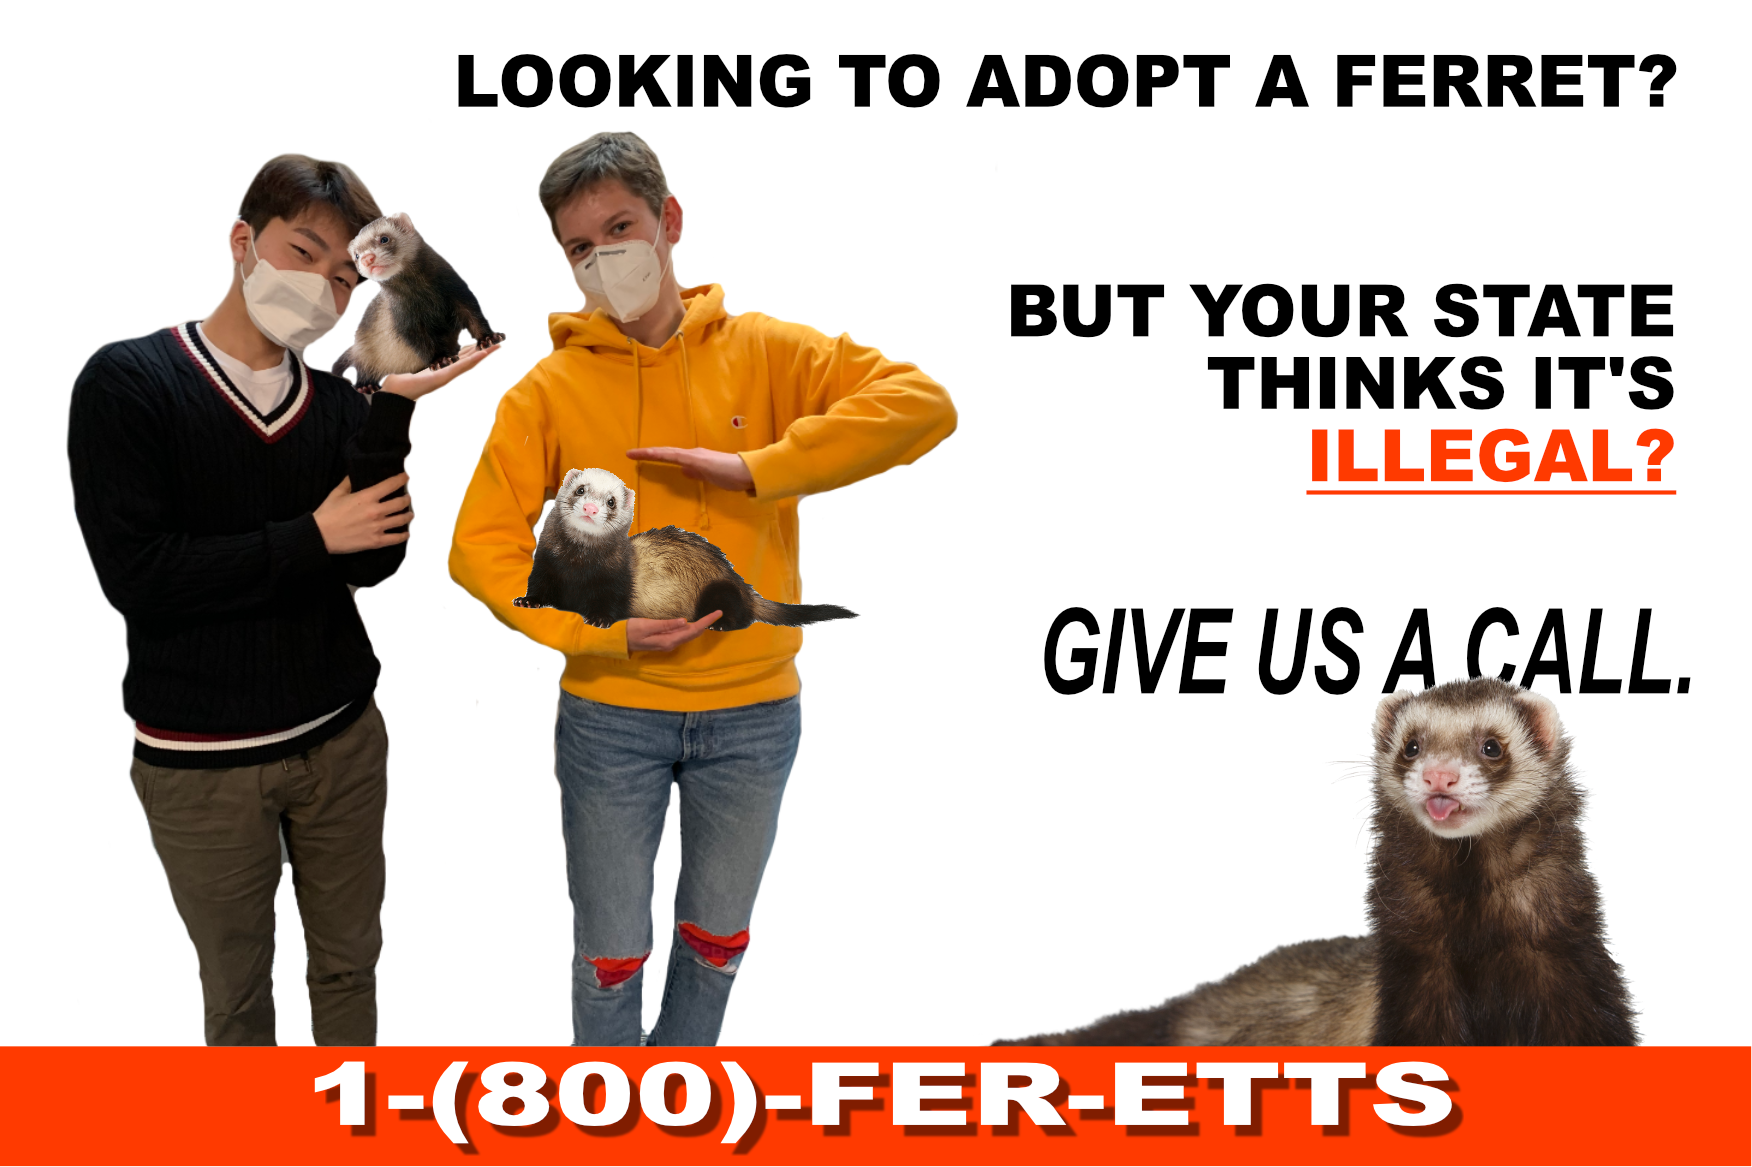 LOOKING TO ADOPT A FERRET?
BUT YOUR STATE
THINKS IT'S
ILLEGAL?
GIVE US A CALL.
1-(800)-FER-ETTS